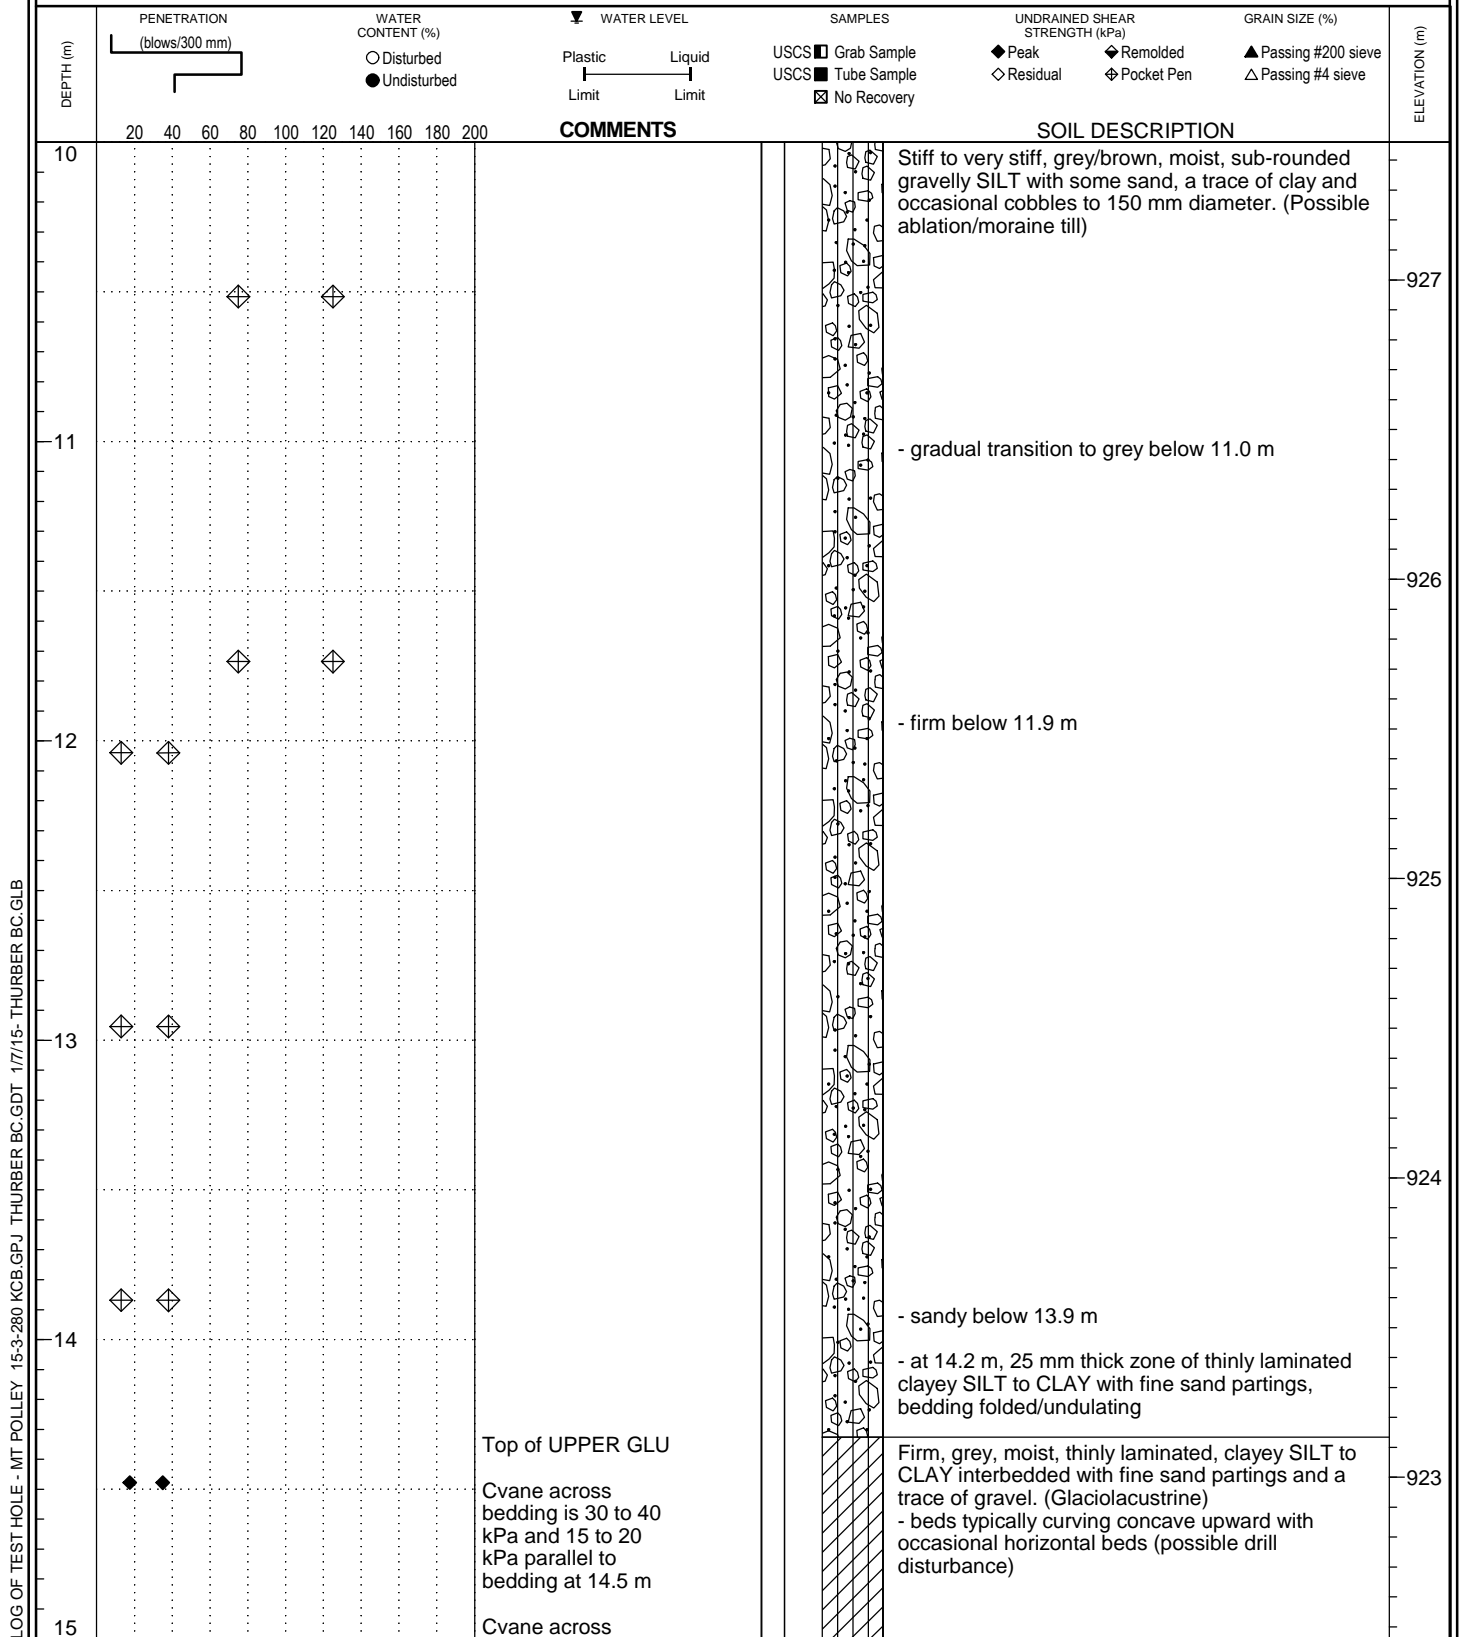 PENETRATION
(blows/300 mm)
WATER
CONTENT (%)
Disturbed
Undisturbed
WATER LEVEL
Plastic Liquid
Limit Limit
SAMPLES
USCS Grab Sample
USCS Tube Sample
No Recovery
UNDRAINED SHEAR
STRENGTH (kPa)
Peak Remolded
Residual Pocket Pen
GRAIN SIZE (%)
Passing #200 sieve
Passing #4 sieve
DEPTH (m)
ELEVATION (m)
20 40 60 80 100 120 140 160 180 200
COMMENTS
SOIL DESCRIPTION
10
Stiff to very stiff, grey/brown, moist, sub-rounded
gravelly SILT with some sand, a trace of clay and
occasional cobbles to 150 mm diameter. (Possible
ablation/moraine till)
927
11
- gradual transition to grey below 11.0 m
926
- firm below 11.9 m
12
925
13
924
- sandy below 13.9 m
14
- at 14.2 m, 25 mm thick zone of thinly laminated
clayey SILT to CLAY with fine sand partings,
bedding folded/undulating
Top of UPPER GLU
Firm, grey, moist, thinly laminated, clayey SILT to
CLAY interbedded with fine sand partings and a
trace of gravel. (Glaciolacustrine)
- beds typically curving concave upward with
occasional horizontal beds (possible drill
disturbance)
923
Cvane across
bedding is 30 to 40
kPa and 15 to 20
kPa parallel to
bedding at 14.5 m
15
Cvane across
LOG OF TEST HOLE - MT POLLEY 15-3-280 KCB.GPJ THURBER BC.GDT 1/7/15- THURBER BC.GLB